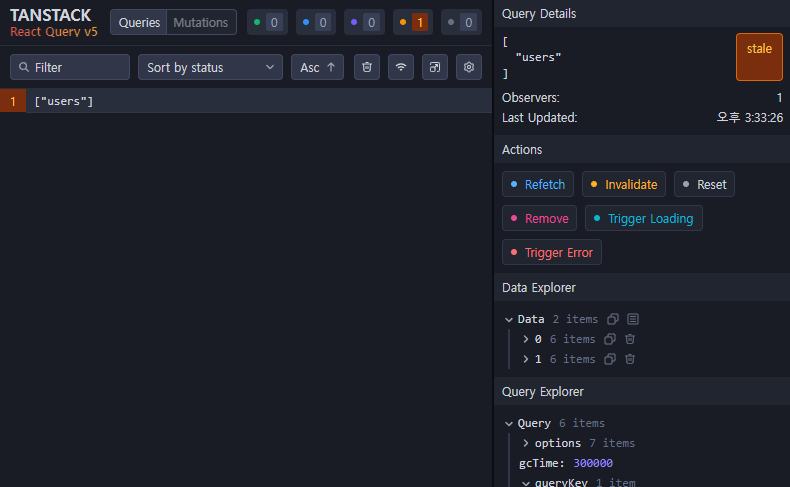 TANSTACK
React Query v5
Queries
Mutations
0
0
0
1
0
Filter
Sort by status
Asc
1
["users"]
Query Details
[
"users"
]
stale
Observers:
1
Last Updated:
오후 3:33:26
Actions
Refetch
Invalidate
Reset
Remove
Trigger Loading
Trigger Error
Data Explorer
Data 2 items
0 6 items
1 6 items
Query Explorer
Query 6 items
options 7 items
gcTime: 300000
queryKey 1 item